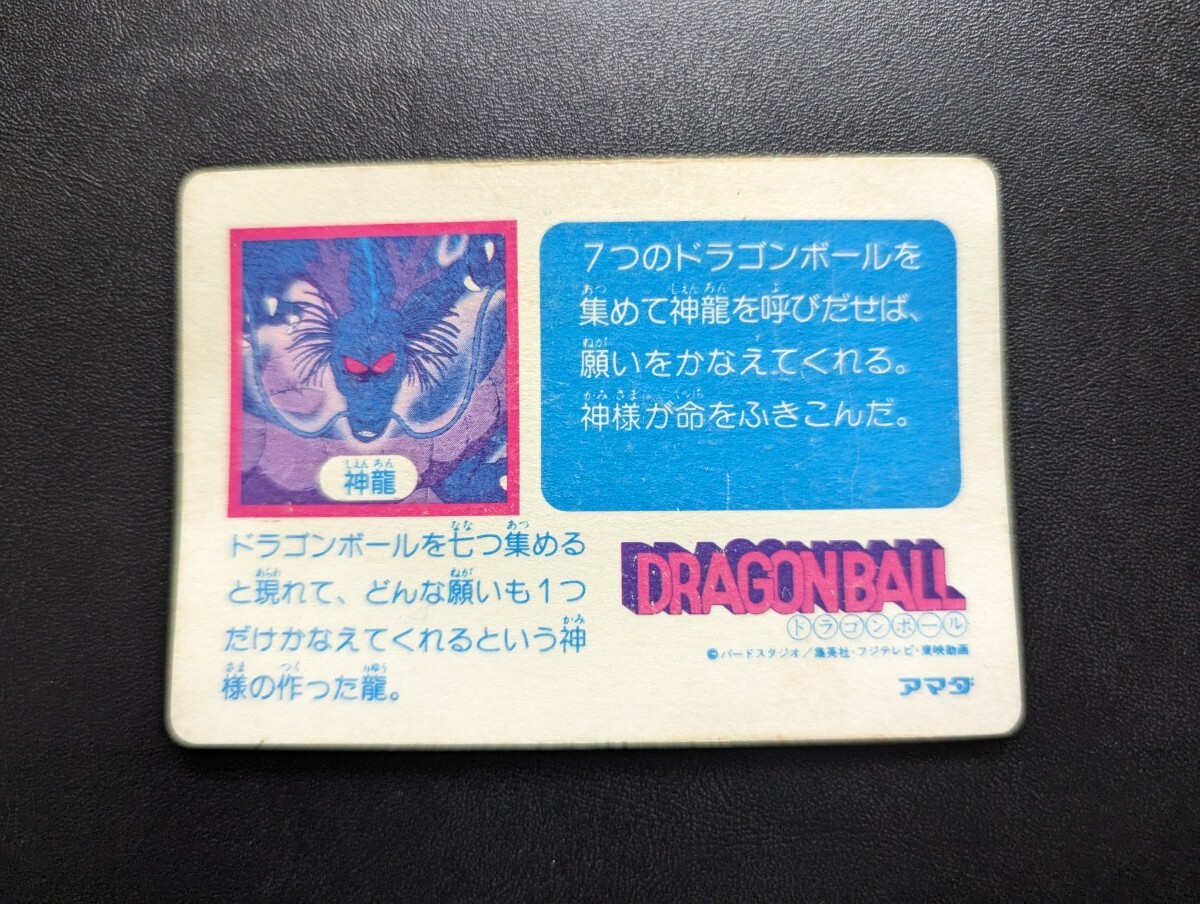 神龍
しえんろん
7つのドラゴンボールを
集めて神龍を呼びだせば、
願いをかなえてくれる。
神様が命をふきこんだ。
ドラゴンボールを七つ集める
と現れて、どんな願いも1つ
だけかなえてくれるという神
様の作った龍。
DRAGON BALL
ドラゴンボール
©バードスタジオ/集英社・フジテレビ・東映動画
アマダ